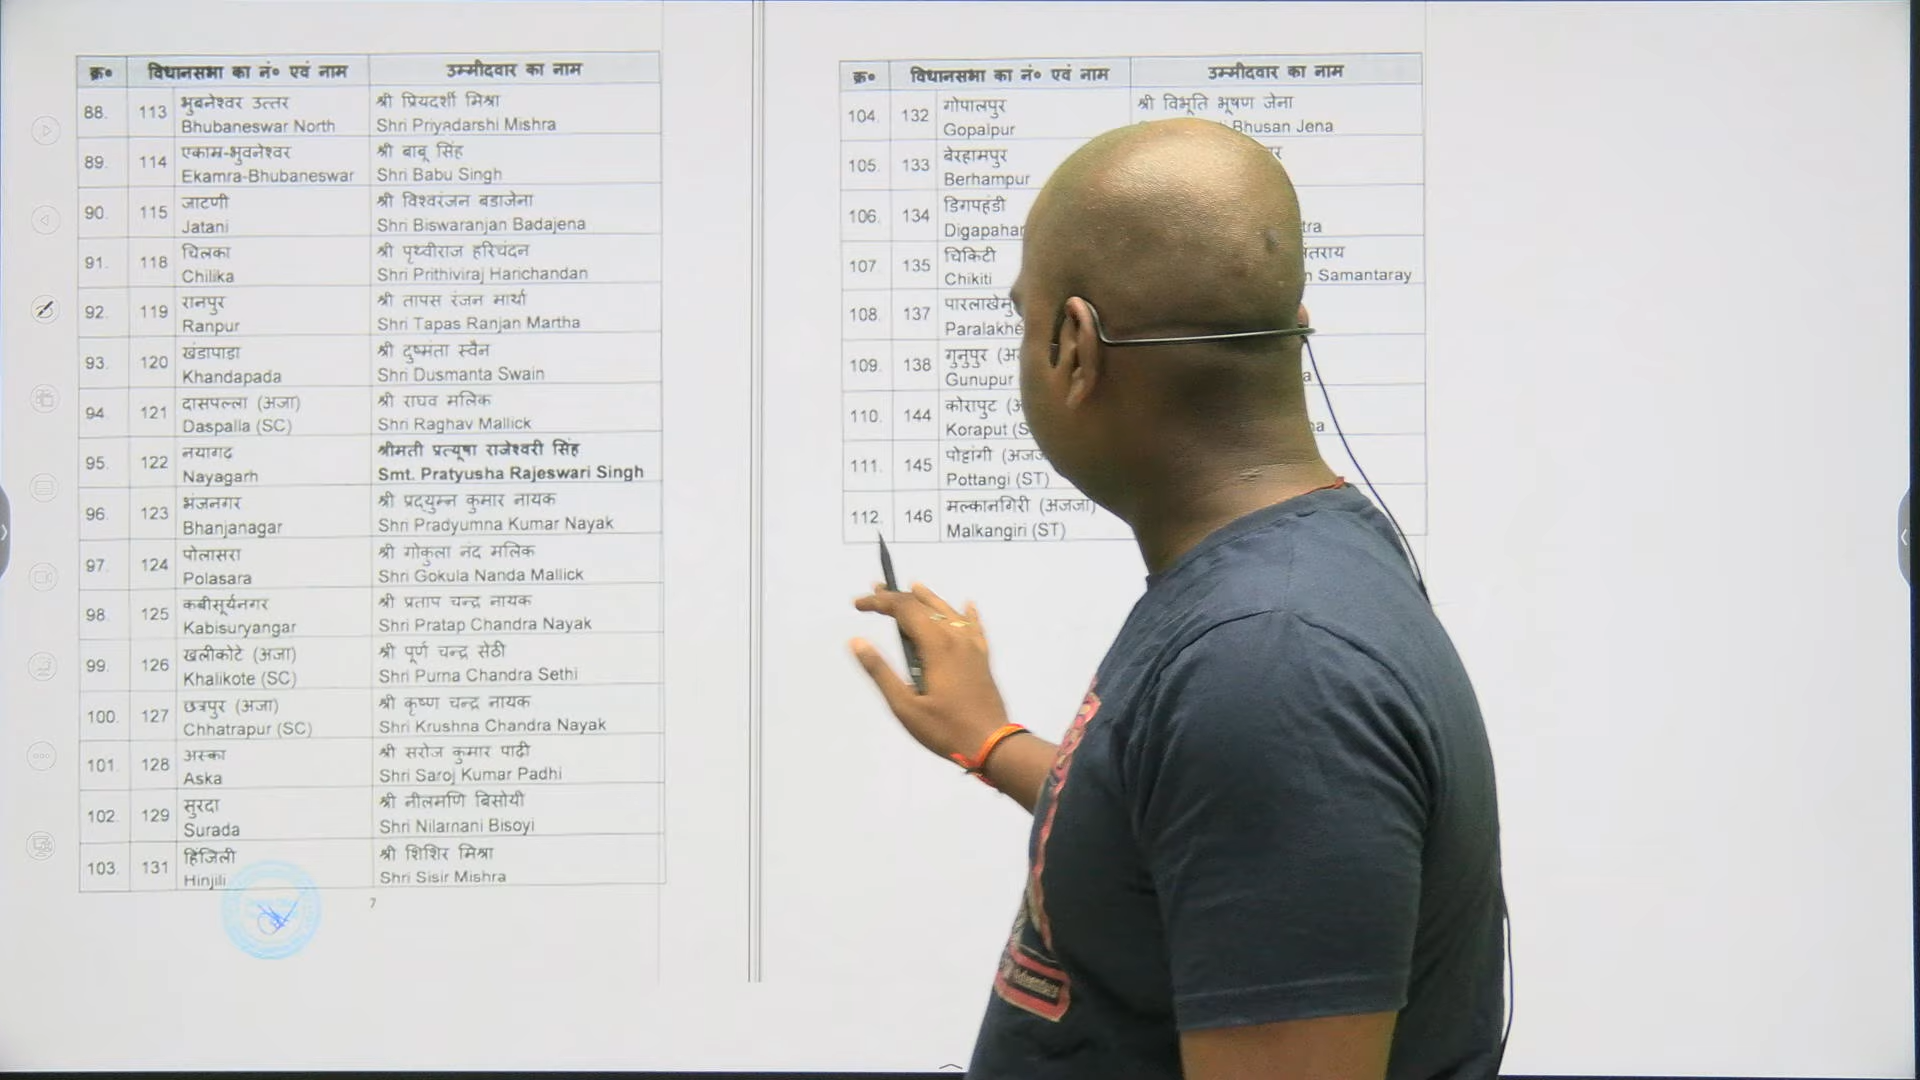 क्र० विधानसभा का नं० एवं नाम उम्मीदवार का नाम
88. 113 भुबनेश्वर उत्तर श्री प्रियदर्शी मिश्रा
Bhubaneswar North Shri Priyadarshi Mishra
89. 114 एकाम्र-भुवनेश्वर श्री बाबू सिंह
Ekamra-Bhubaneswar Shri Babu Singh
90. 115 जाटणी श्री विश्वरंजन बडाजेना
Jatani Shri Biswaranjan Badajena
91. 118 चिलका श्री पृथ्वीराज हरिचंदन
Chilika Shri Prithiviraj Harichandan
92. 119 रानपुर श्री तापस रंजन मार्था
Ranpur Shri Tapas Ranjan Martha
93. 120 खंडापाड़ा श्री दुष्मंता स्वैन
Khandapada Shri Dusmanta Swain
94. 121 दासपल्ला (अजा) श्री राघव मलिक
Daspalla (SC) Shri Raghav Mallick
95. 122 नयागढ श्रीमती प्रत्यूषा राजेश्वरी सिंह
Nayagarh Smt. Pratyusha Rajeswari Singh
96. 123 भंजनगर श्री प्रद्युम्न कुमार नायक
Bhanjanagar Shri Pradyumna Kumar Nayak
97. 124 पोलासरा श्री गोकुला नंद मलिक
Polasara Shri Gokula Nanda Mallick
98. 125 कबीसूर्यनगर श्री प्रताप चन्द्र नायक
Kabisuryangar Shri Pratap Chandra Nayak
99. 126 खलीकोटे (अजा) श्री पूर्ण चन्द्र सेठी
Khalikote (SC) Shri Purna Chandra Sethi
100. 127 छत्रपुर (अजा) श्री कृष्ण चन्द्र नायक
Chhatrapur (SC) Shri Krushna Chandra Nayak
101. 128 अस्का श्री सरोज कुमार पाढी
Aska Shri Saroj Kumar Padhi
102. 129 सुरदा श्री नीलमणि बिसोयी
Surada Shri Nilamani Bisoyi
103. 131 हिंजिली श्री शिशिर मिश्रा
Hinjili Shri Sisir Mishra
7
क्र० विधानसभा का नं० एवं नाम उम्मीदवार का नाम
104. 132 गोपालपुर श्री विभूति भूषण जेना
Gopalpur Bhusan Jena
105. 133 बेरहामपुर
Berhampur
106. 134 डिगपहंडी
107. 135 चिकिटी
Chikiti Samantaray
108. 137
109. 138 गुनुपुर
Gunupur
110. 144 कोरापुट
Koraput
111. 145 पोट्टांगी
Pottangi (ST)
112. 146 मल्कानगिरी (अजजा)
Malkangiri (ST)